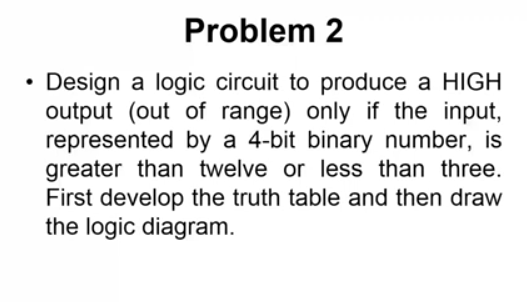 Problem 2
• Design a logic circuit to produce a HIGH
output (out of range) only if the input,
represented by a 4-bit binary number, is
greater than twelve or less than three.
First develop the truth table and then draw
the logic diagram.